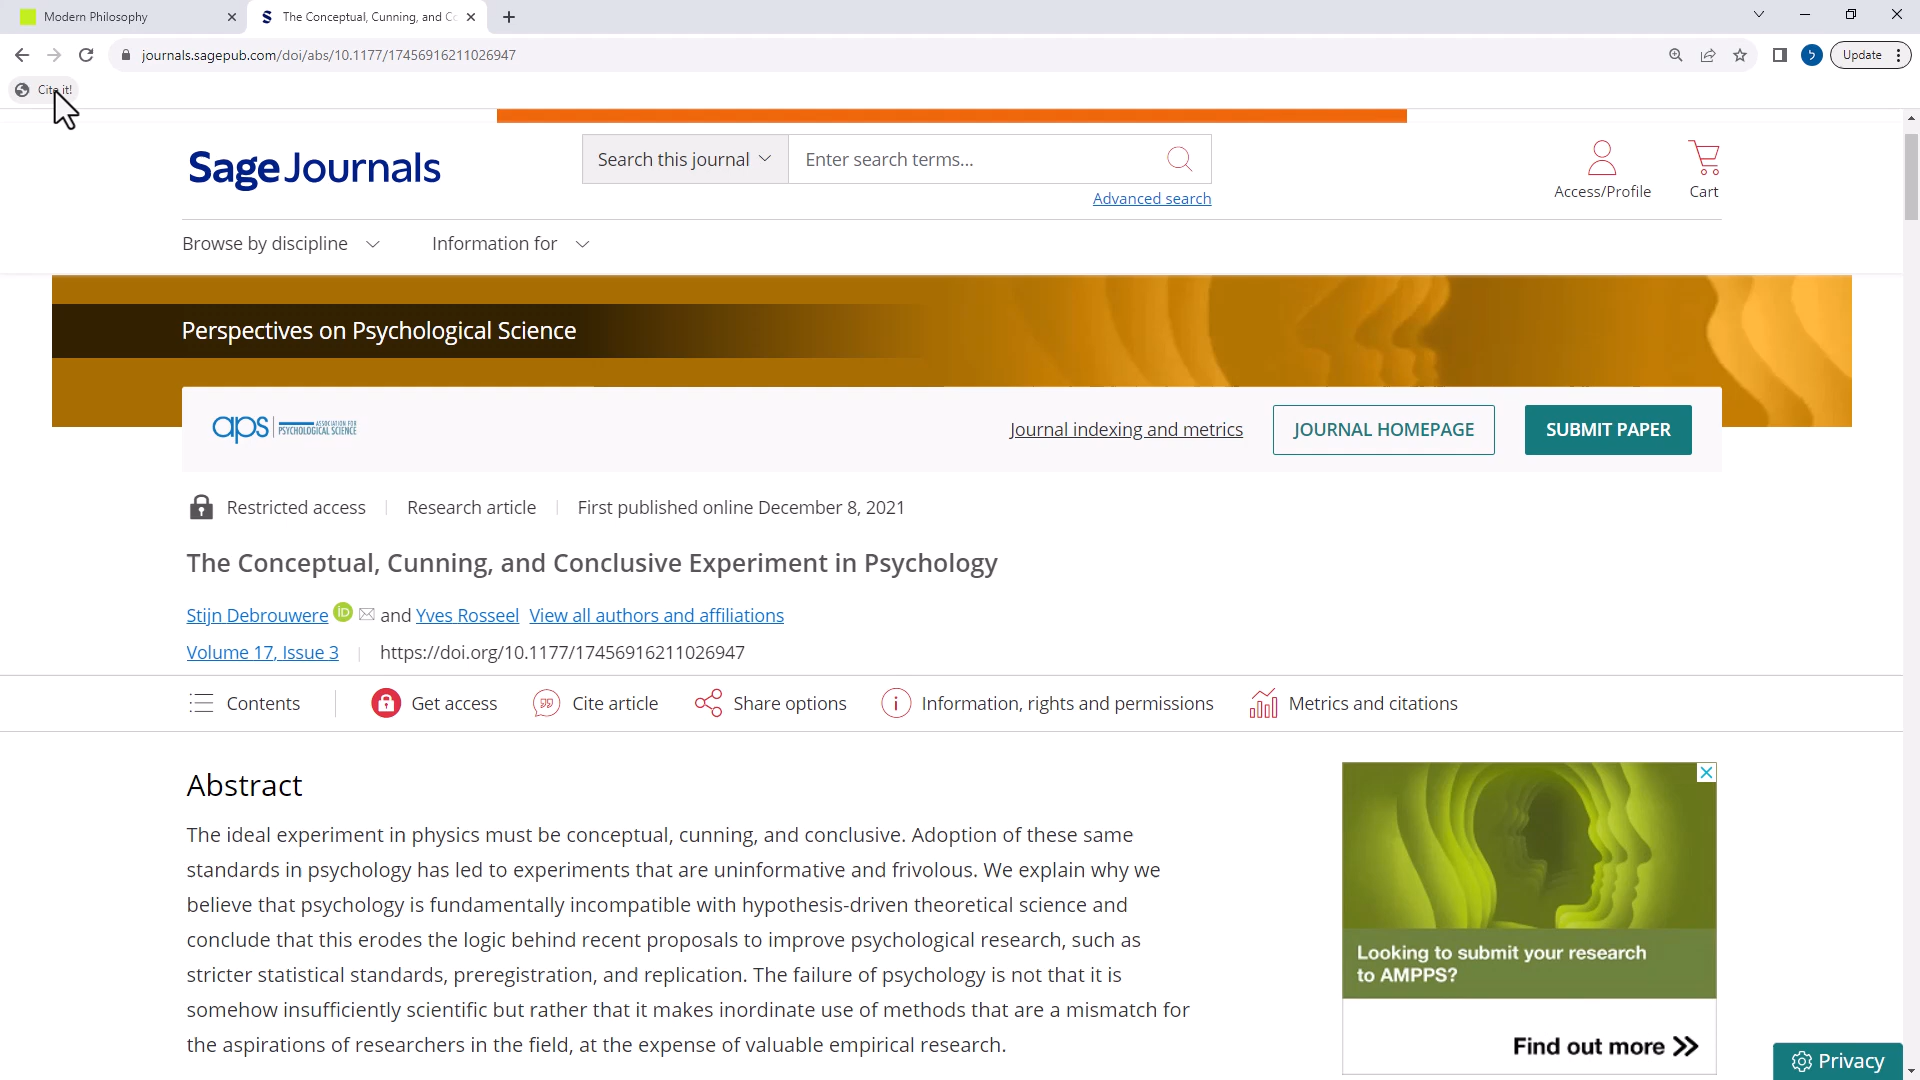 Modern Philosophy
The Conceptual, Cunning, and Co
journals.sagepub.com/doi/abs/10.1177/17456916211026947
Update
Cite it!
Sage Journals
Search this journal
Enter search terms...
Advanced search
Access/Profile
Cart
Browse by discipline
Information for
Perspectives on Psychological Science
aps ASSOCIATION FOR
PSYCHOLOGICAL SCIENCE
Journal indexing and metrics
JOURNAL HOMEPAGE
SUBMIT PAPER
Restricted access
Research article
First published online December 8, 2021
The Conceptual, Cunning, and Conclusive Experiment in Psychology
Stijn Debrouwere iD and Yves Rosseel View all authors and affiliations
Volume 17, Issue 3
https://doi.org/10.1177/17456916211026947
Contents
Get access
Cite article
Share options
Information, rights and permissions
Metrics and citations
Abstract
The ideal experiment in physics must be conceptual, cunning, and conclusive. Adoption of these same
standards in psychology has led to experiments that are uninformative and frivolous. We explain why we
believe that psychology is fundamentally incompatible with hypothesis-driven theoretical science and
conclude that this erodes the logic behind recent proposals to improve psychological research, such as
stricter statistical standards, preregistration, and replication. The failure of psychology is not that it is
somehow insufficiently scientific but rather that it makes inordinate use of methods that are a mismatch for
the aspirations of researchers in the field, at the expense of valuable empirical research.
Looking to submit your research
to AMPPS?
Find out more
Privacy